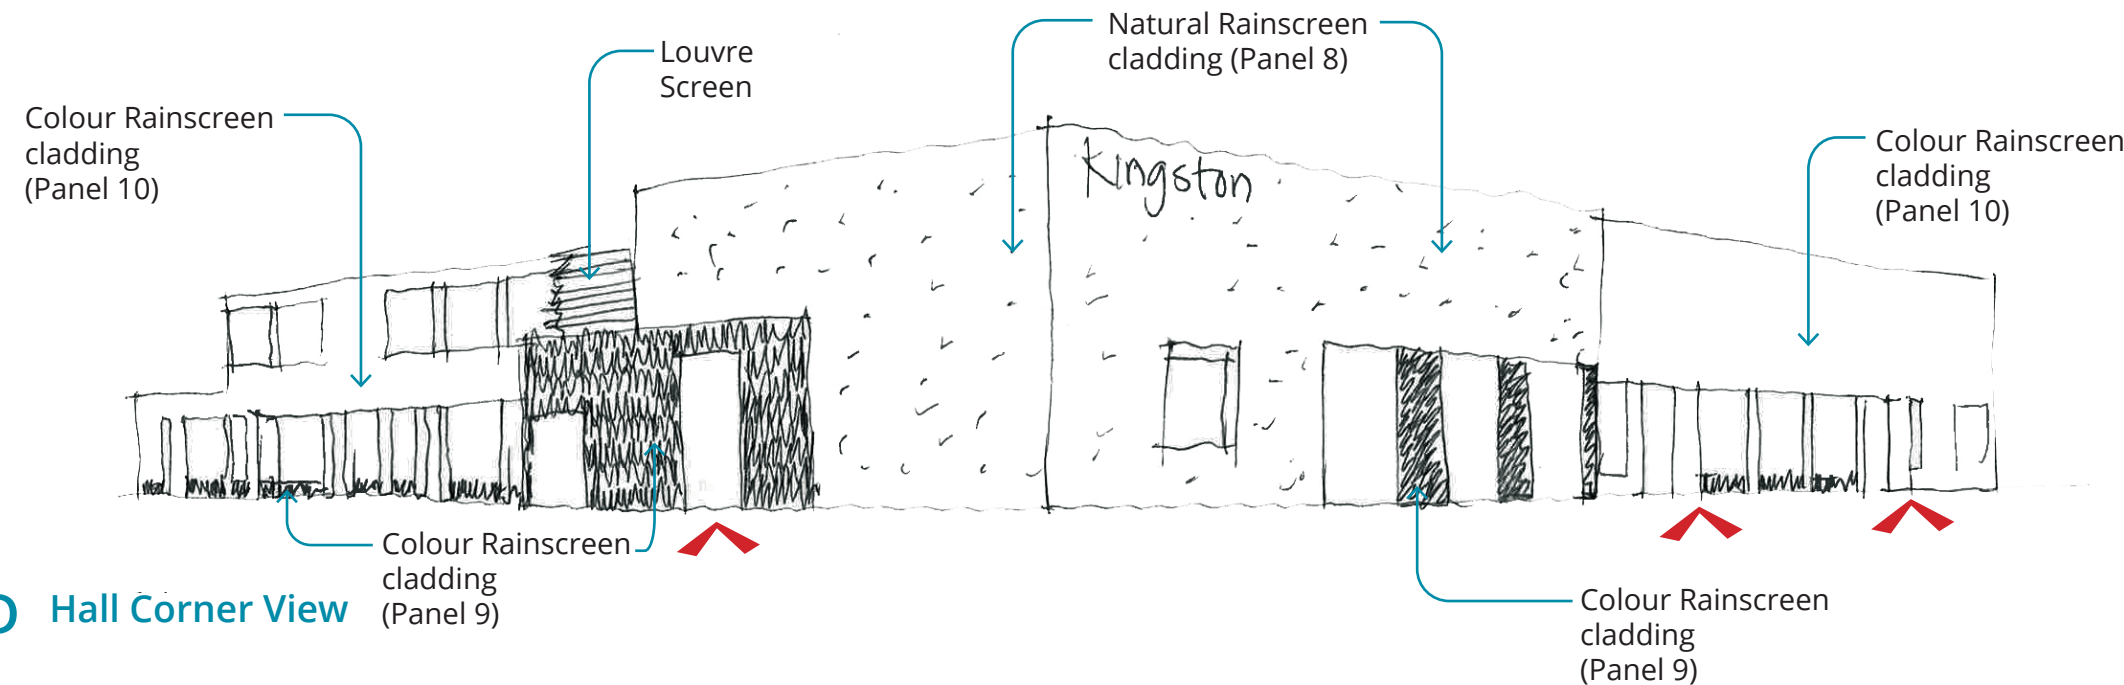 Natural Rainscreen
cladding (Panel 8)
Louvre
Screen
Colour Rainscreen
cladding
(Panel 10)
Colour Rainscreen
cladding
(Panel 10)
Kingston
Colour Rainscreen
cladding
(Panel 9)
Hall Corner View
Colour Rainscreen
cladding
(Panel 9)